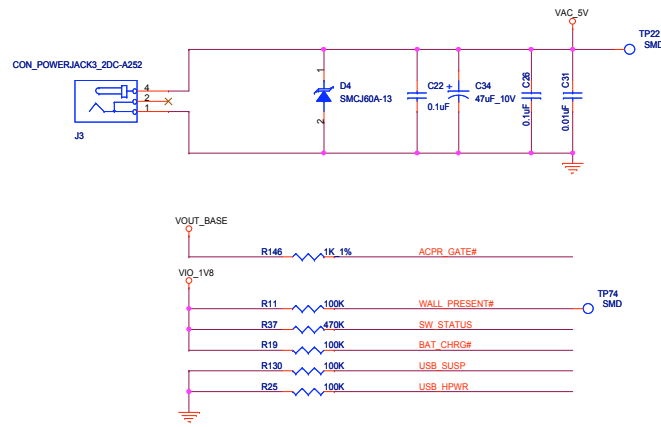 VAC_5V
TP22
SMD
CON_POWERJACK3_2DC-A252
4
2
1
J3
1
D4
SMCJ60A-13
2
C22
0.1uF
+
C34
47uF_10V
C26
0.1uF
C31
0.01uF
VOUT_BASE
R146 1K_1% ACPR_GATE#
VIO_1V8
TP74
SMD
R11 100K WALL_PRESENT#
R37 470K SW_STATUS
R19 100K BAT_CHRG#
R130 100K USB_SUSP
R25 100K USB_HPWR